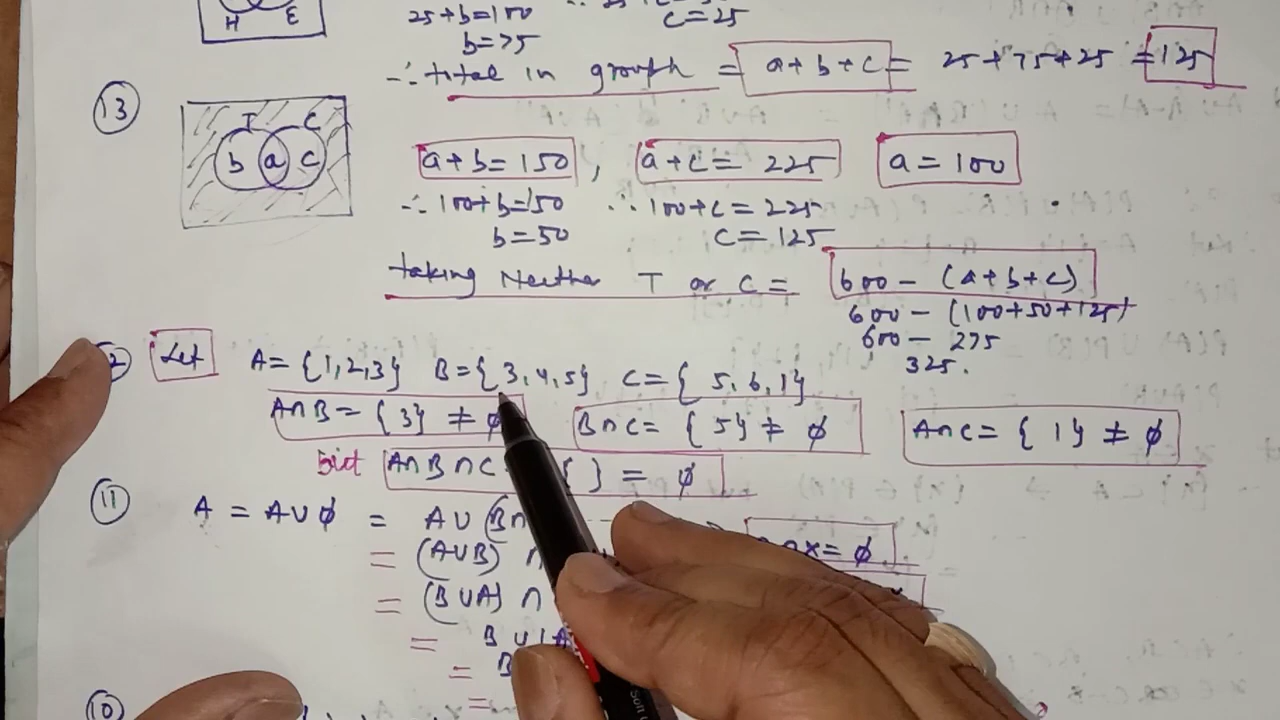 H E
25+b=100
c=25
b=75
∴ total in group = a+b+c = 25+75+25 = 125
13
T C
b a c
a+b=150 , a+c= 225 a=100
∴ 100+b=150 ∴ 100+c=225
b=50 c=125
taking Neither T or C = 600 - (a+b+c)
600 - (100+50+125)
600 - 275
325.
Let A={1,2,3} B={3,4,5} C={ 5,6,1}
A∩B = { 3} ≠ ϕ B∩C= { 5} ≠ ϕ A∩C= { 1} ≠ ϕ
but A∩B∩C { } = ϕ
11 A = A∪ϕ = A∪ (B∩
= (A∪B) ∩ ∩x=ϕ
= (B∪A) ∩
= B∪(A
= B
=
10